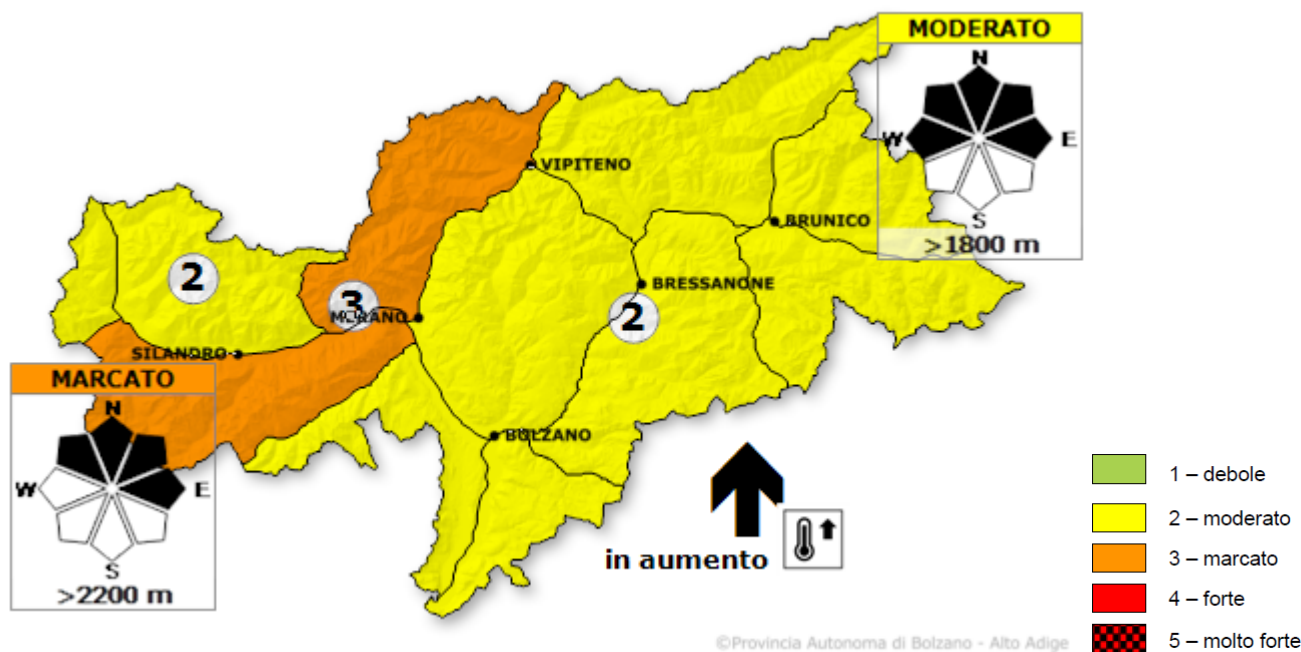 MODERATO
N
W E
S
>1800 m
VIPITENO
BRUNICO
2
BRESSANONE
3
MERANO
2
SILANDRO
MARCATO
N
W E
S
>2200 m
BOLZANO
in aumento
1 – debole
2 – moderato
3 – marcato
4 – forte
5 – molto forte
©Provincia Autonoma di Bolzano - Alto Adige